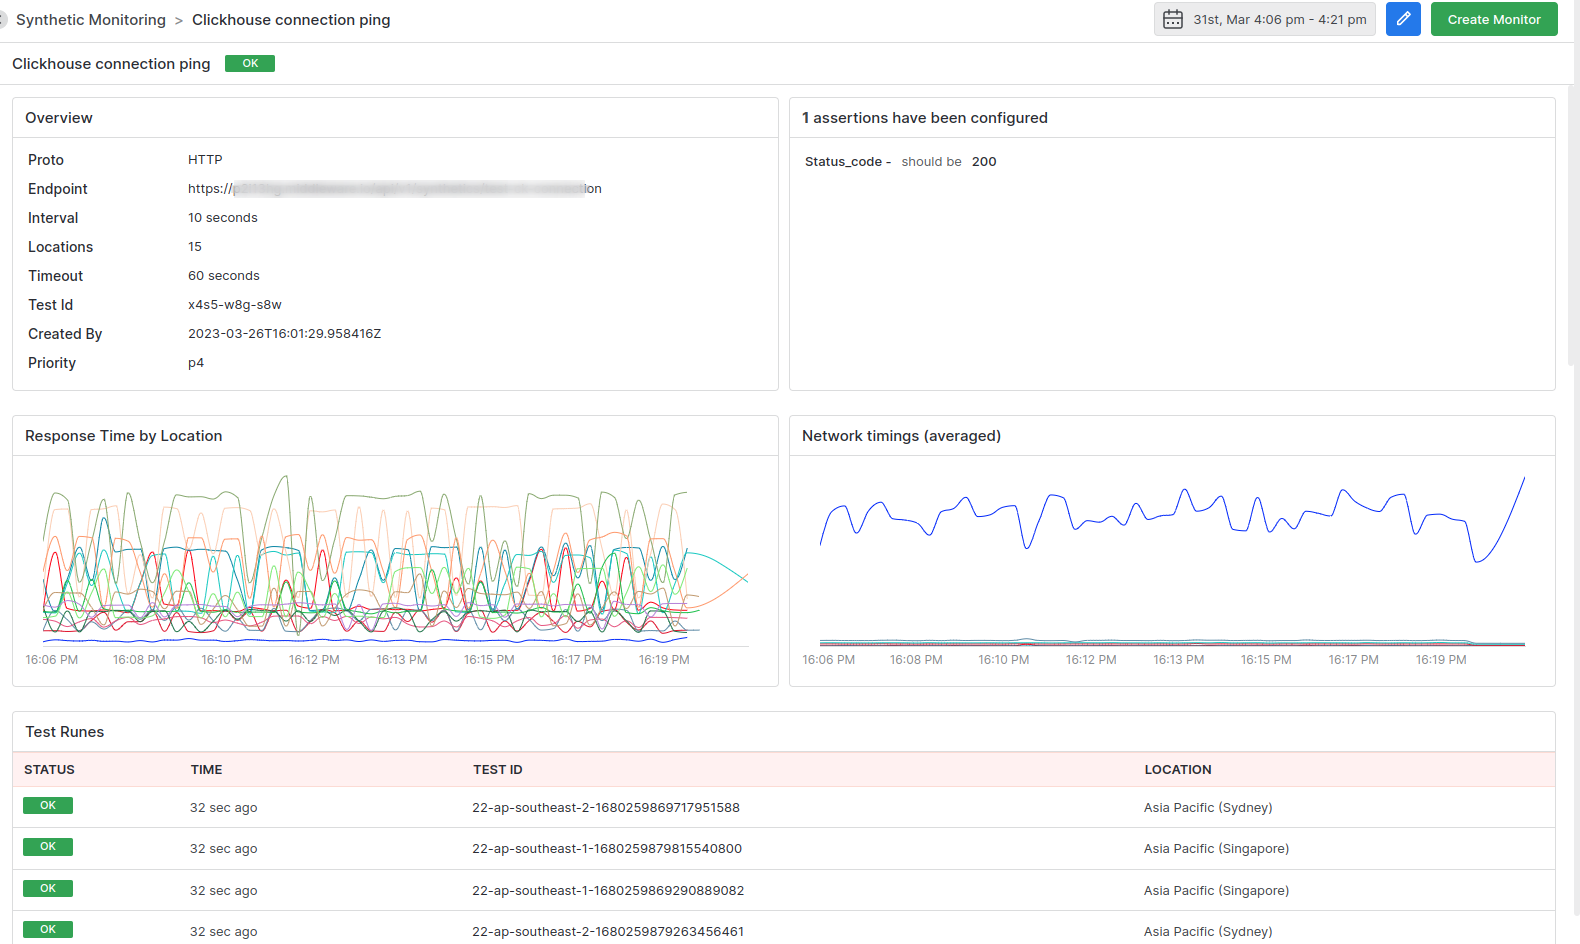 Synthetic Monitoring > Clickhouse connection ping
31st, Mar 4:06 pm - 4:21 pm
Create Monitor
Clickhouse connection ping OK
Overview
Proto HTTP
Endpoint https:// ion
Interval 10 seconds
Locations 15
Timeout 60 seconds
Test Id x4s5-w8g-s8w
Created By 2023-03-26T16:01:29.958416Z
Priority p4
1 assertions have been configured
Status_code - should be 200
Response Time by Location
16:06 PM 16:08 PM 16:10 PM 16:12 PM 16:13 PM 16:15 PM 16:17 PM 16:19 PM
Network timings (averaged)
16:06 PM 16:08 PM 16:10 PM 16:12 PM 16:13 PM 16:15 PM 16:17 PM 16:19 PM
Test Runes
STATUS TIME TEST ID LOCATION
OK 32 sec ago 22-ap-southeast-2-1680259869717951588 Asia Pacific (Sydney)
OK 32 sec ago 22-ap-southeast-1-1680259879815540800 Asia Pacific (Singapore)
OK 32 sec ago 22-ap-southeast-1-1680259869290889082 Asia Pacific (Singapore)
OK 32 sec ago 22-ap-southeast-2-1680259879263456461 Asia Pacific (Sydney)